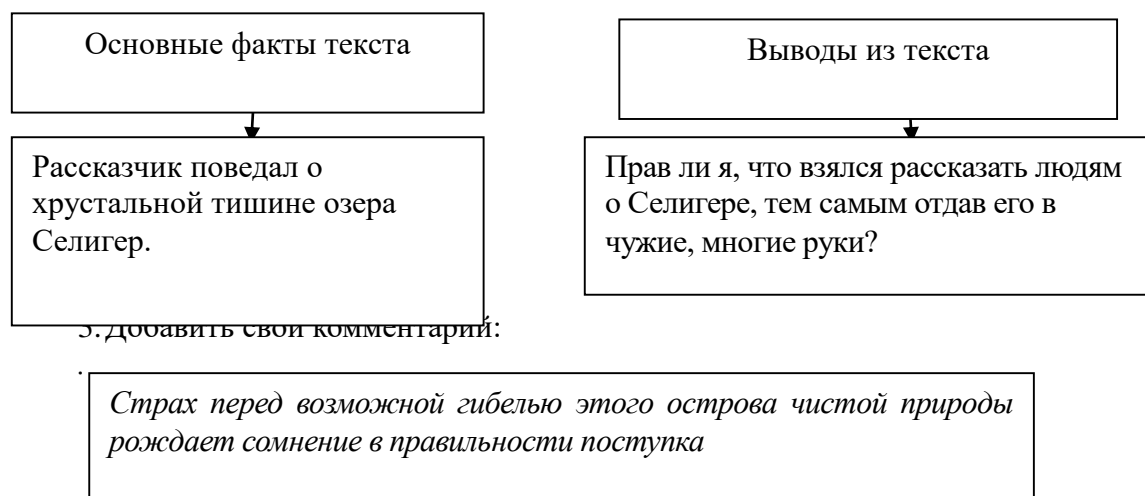 Основные факты текста
Выводы из текста
Рассказчик поведал о
хрустальной тишине озера
Селигер.
Прав ли я, что взялся рассказать людям
о Селигере, тем самым отдав его в
чужие, многие руки?
3. Добавить свой комментарий:
.
Страх перед возможной гибелью этого острова чистой природы
рождает сомнение в правильности поступка